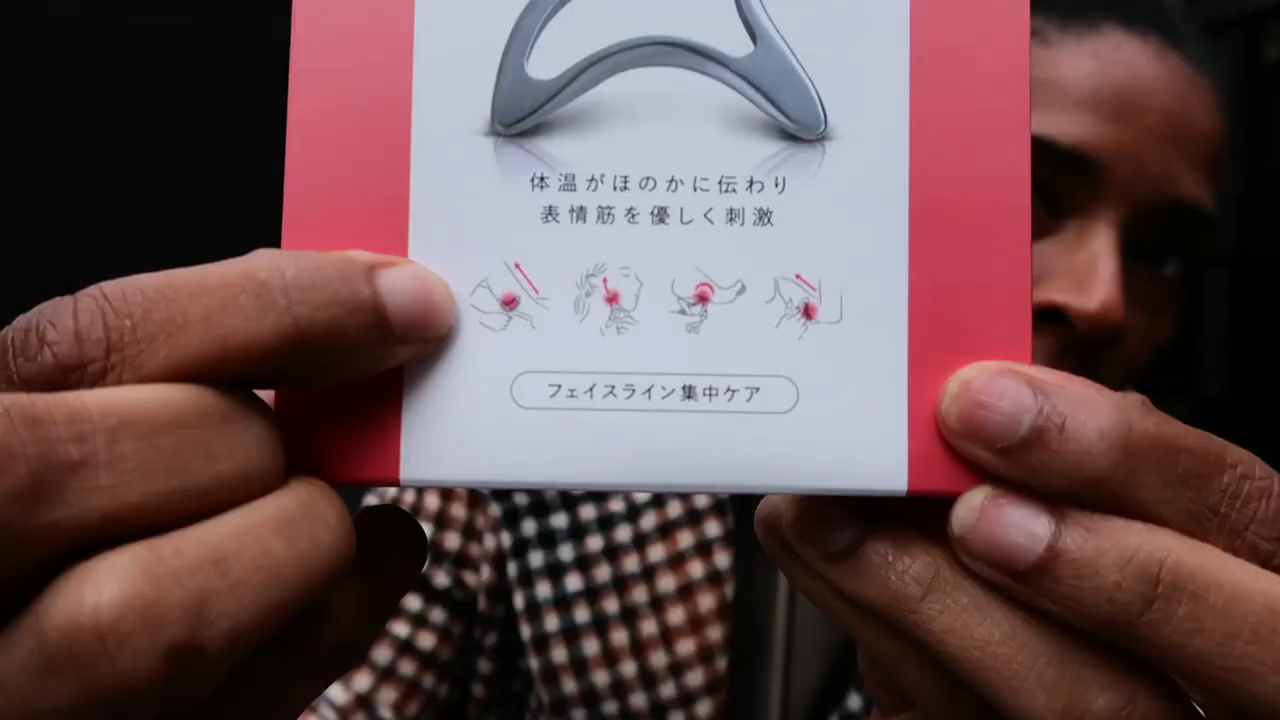 体温がほのかに伝わり
表情筋を優しく刺激
フェイスライン集中ケア